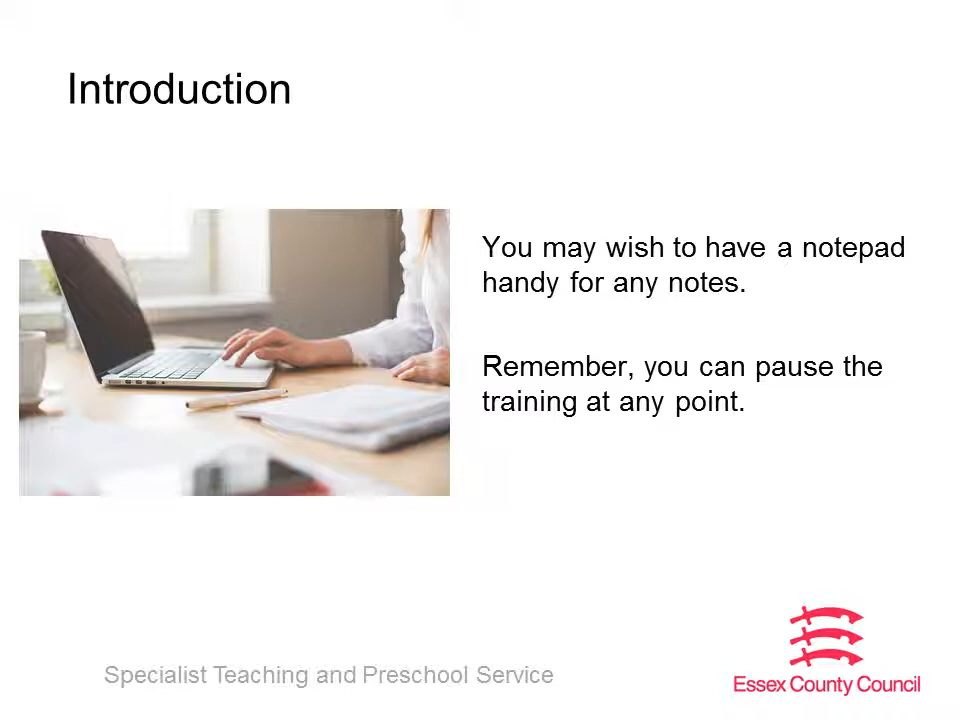 Introduction
You may wish to have a notepad
handy for any notes.
Remember, you can pause the
training at any point.
Specialist Teaching and Preschool Service
Essex County Council